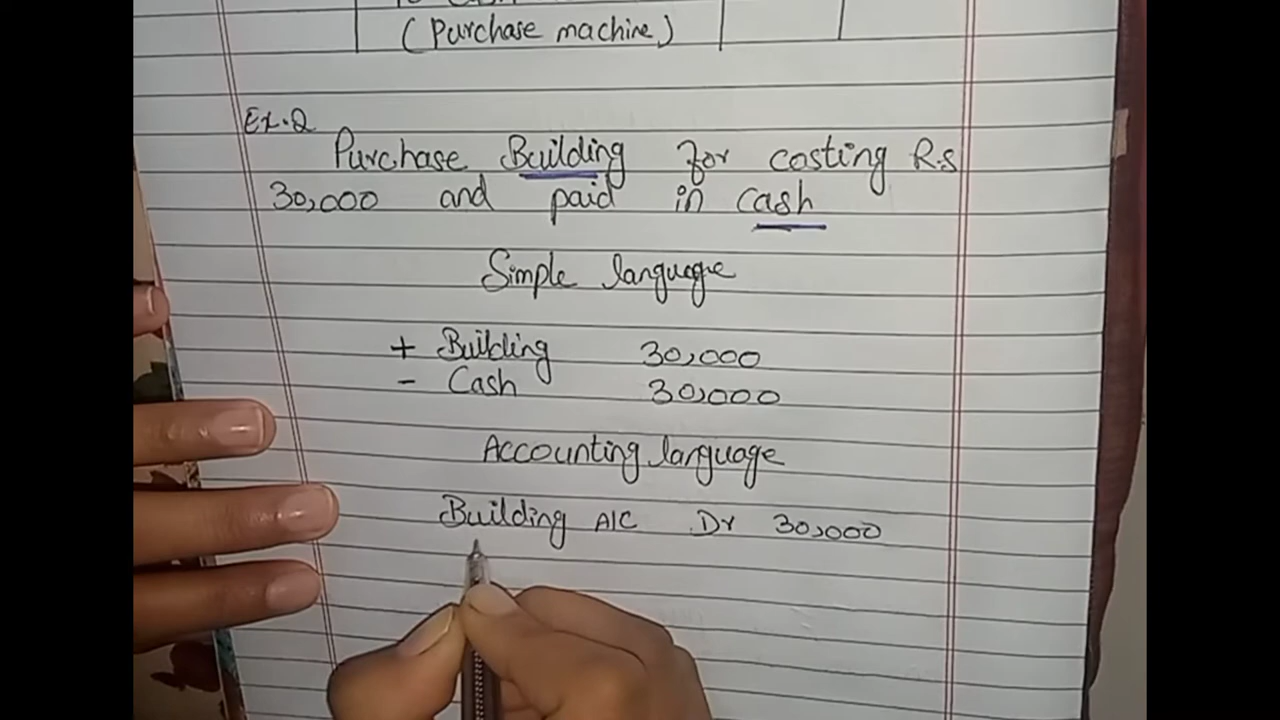 (Purchase machine)
Ex.2
Purchase Building for costing R.s
30,000 and paid in cash
Simple language
+ Building 30,000
- Cash 30,000
Accounting language
Building A/C Dr 30,000